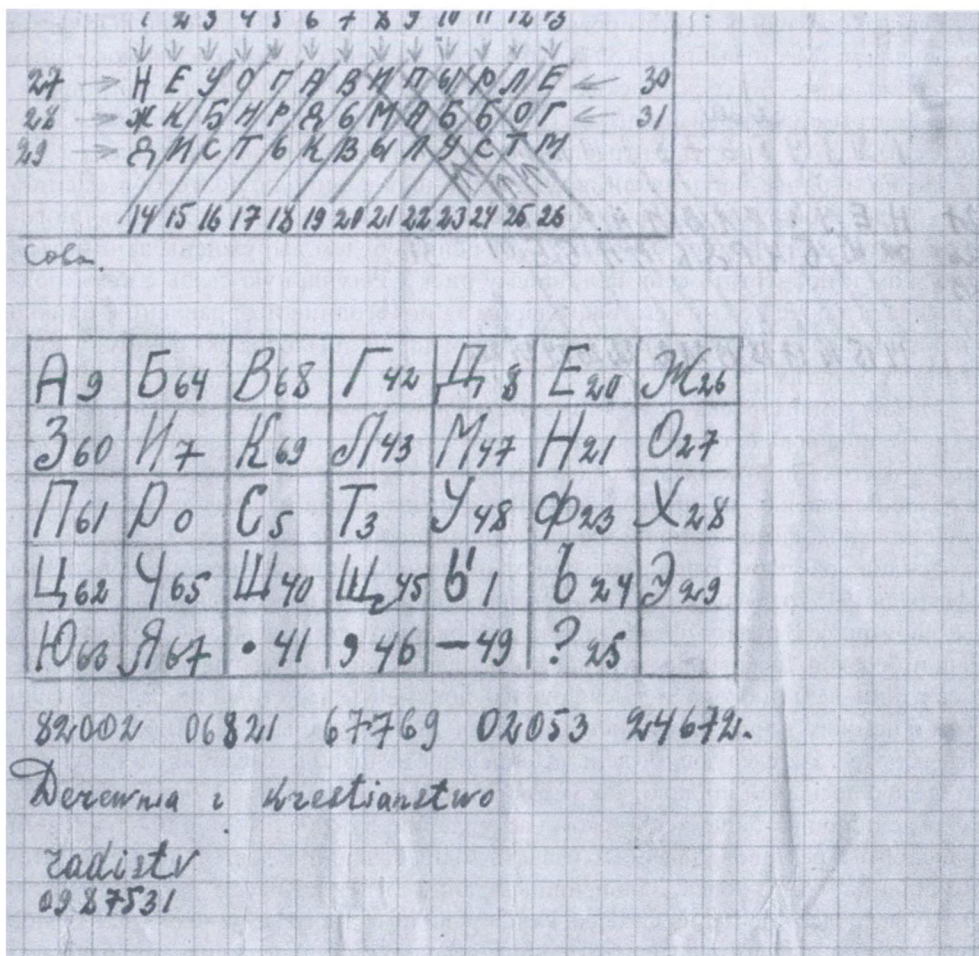 1 2 3 4 5 6 7 8 9 10 11 12 13
27 → Н Е У О Г А В И П Ы Р Л Е ← 30
28 → Ж К Б Н Р Д Ь М А Б Б О Г ← 31
29 → Д И С Т Ь К В Ы Л У С Т М
14 15 16 17 18 19 20 21 22 23 24 25 26
А 9 Б 64 В 68 Г 42 Д 8 Е 20 Ж 26
З 60 И 7 К 69 Л 43 М 47 Н 21 О 27
П 61 Р 0 С 5 Т 3 У 48 Ф 23 Х 28
Ц 62 Ч 65 Ш 40 Щ 45 Ы 1 Ь 24 Э 29
Ю 63 Я 67 • 41 , 46 — 49 ? 25
82002 06821 67769 02053 24672.
Derewnia i krestianstwo
radistv
0987531